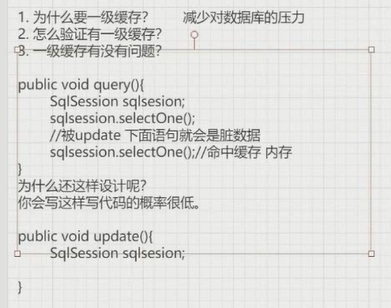 1. 为什么要一级缓存？ 减少对数据库的压力
2. 怎么验证有一级缓存？
3. 一级缓存有没有问题？
public void query(){
SqlSession sqlsesion;
sqlsession.selectOne();
//被update 下面语句就会是脏数据
sqlsession.selectOne();//命中缓存 内存
}
为什么还这样设计呢？
你会写这样写代码的概率很低。
public void update(){
SqlSession sqlsesion;
}